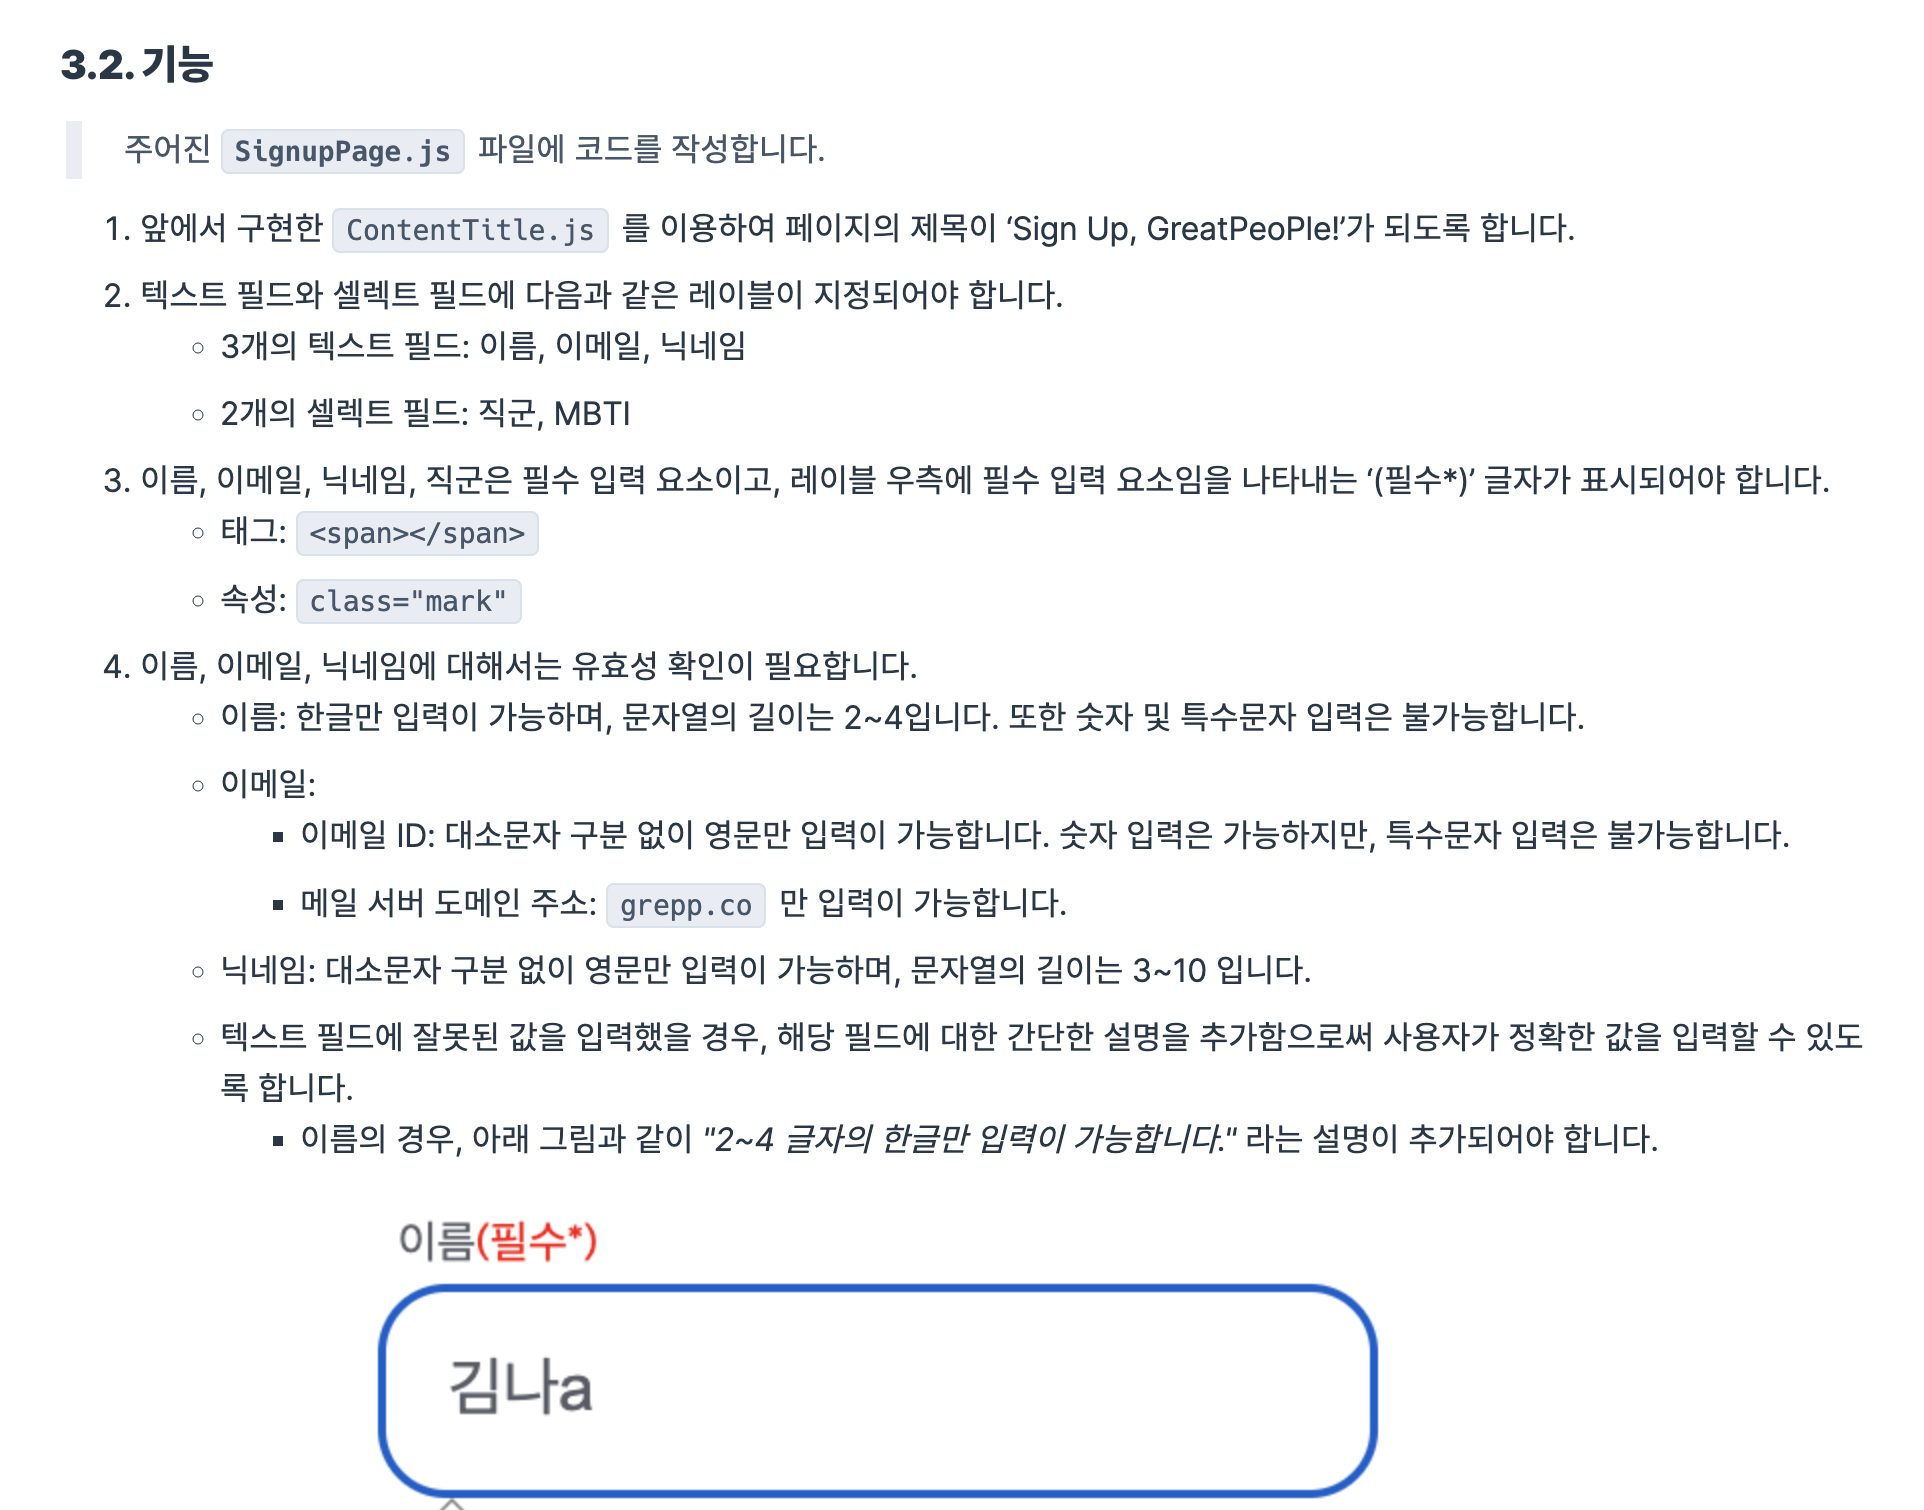 3.2. 기능
주어진 SignupPage.js 파일에 코드를 작성합니다.
1. 앞에서 구현한 ContentTitle.js 를 이용하여 페이지의 제목이 ‘Sign Up, GreatPeoPle!’가 되도록 합니다.
2. 텍스트 필드와 셀렉트 필드에 다음과 같은 레이블이 지정되어야 합니다.
3개의 텍스트 필드: 이름, 이메일, 닉네임
2개의 셀렉트 필드: 직군, MBTI
3. 이름, 이메일, 닉네임, 직군은 필수 입력 요소이고, 레이블 우측에 필수 입력 요소임을 나타내는 ‘(필수*)’ 글자가 표시되어야 합니다.
태그: <span></span>
속성: class="mark"
4. 이름, 이메일, 닉네임에 대해서는 유효성 확인이 필요합니다.
이름: 한글만 입력이 가능하며, 문자열의 길이는 2~4입니다. 또한 숫자 및 특수문자 입력은 불가능합니다.
이메일:
이메일 ID: 대소문자 구분 없이 영문만 입력이 가능합니다. 숫자 입력은 가능하지만, 특수문자 입력은 불가능합니다.
메일 서버 도메인 주소: grepp.co 만 입력이 가능합니다.
닉네임: 대소문자 구분 없이 영문만 입력이 가능하며, 문자열의 길이는 3~10 입니다.
텍스트 필드에 잘못된 값을 입력했을 경우, 해당 필드에 대한 간단한 설명을 추가함으로써 사용자가 정확한 값을 입력할 수 있도
록 합니다.
이름의 경우, 아래 그림과 같이 "2~4 글자의 한글만 입력이 가능합니다." 라는 설명이 추가되어야 합니다.
이름(필수*)
김나a